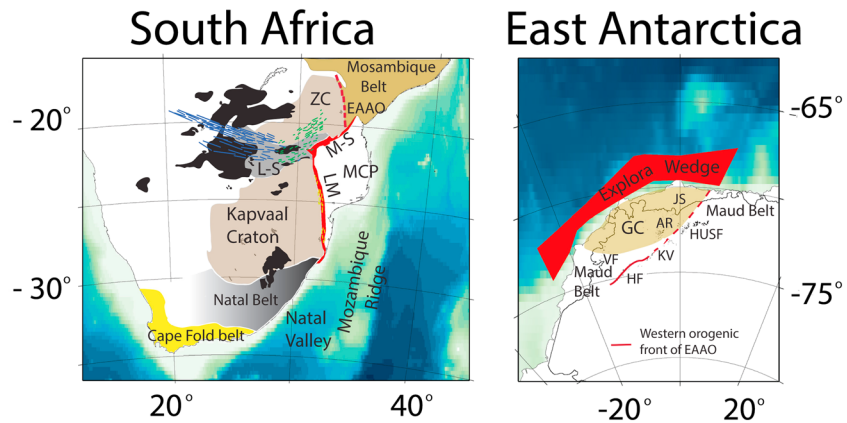 South Africa
East Antarctica
Mosambique
Belt
EAAO
ZC
M-S
L-S
MCP
LM
Kapvaal
Craton
Natal Belt
Cape Fold belt
Natal
Valley
Mozambique
Ridge
- 20°
- 30°
20°
30°
40°
Explora Wedge
JS
Maud Belt
GC
AR
HUSF
VF
KV
Maud
Belt
HF
Western orogenic
front of EAAO
-65°
-75°
-20°
0°
20°